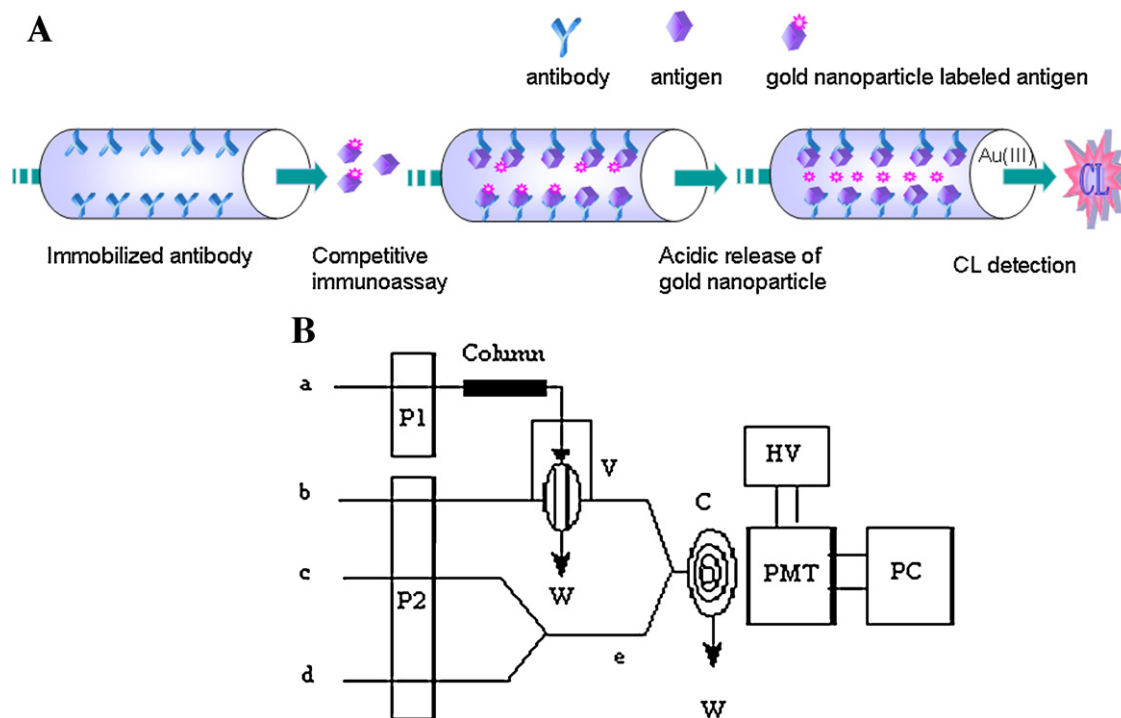 A
antibody
antigen
gold nanoparticle labeled antigen
Au(III)
CL
Immobilized antibody
Competitive
immunoassay
Acidic release of
gold nanoparticle
CL detection
B
Column
a
P1
HV
b
V
C
c
P2
W
PMT
PC
e
d
W